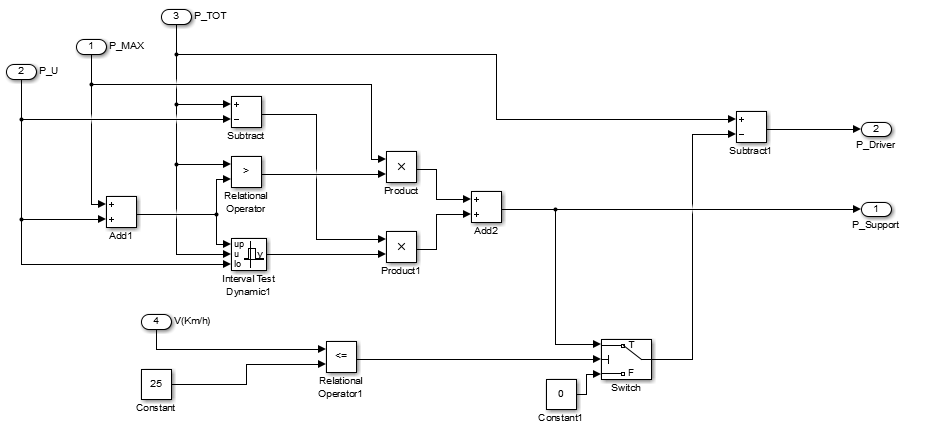 3
P_TOT
1
P_MAX
2
P_U
+
−
Subtract
+
−
Subtract1
2
P_Driver
>
Relational
Operator
×
Product
+
+
Add1
+
+
Add2
1
P_Support
up
u
lo
y
Interval Test
Dynamic1
×
Product1
4
V(Km/h)
<=
Relational
Operator1
25
Constant
T
F
Switch
0
Constant1